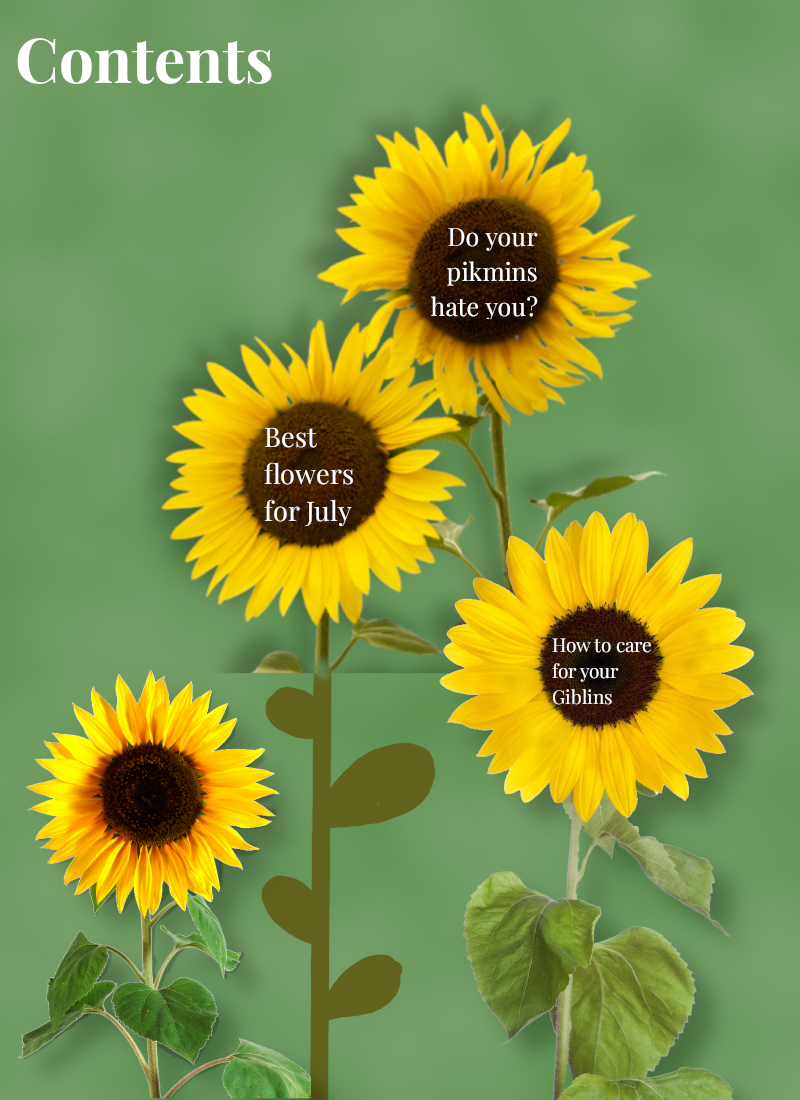 Contents
Do your
pikmins
hate you?
Best
flowers
for July
How to care
for your
Giblins